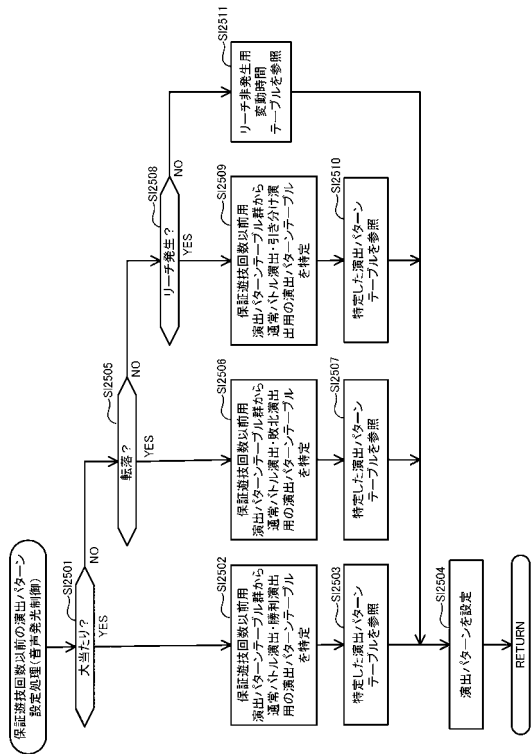 保証遊技回数以前の演出パターン
設定処理(音声発光制御)
SI2501
大当たり?
NO
YES
SI2502
保証遊技回数以前用
演出パターンテーブル群から
通常バトル演出・勝利演出
用の演出パターンテーブル
を特定
SI2503
特定した演出パターン
テーブルを参照
SI2504
演出パターンを設定
RETURN
SI2505
転落?
NO
YES
SI2506
保証遊技回数以前用
演出パターンテーブル群から
通常バトル演出・敗北演出
用の演出パターンテーブル
を特定
SI2507
特定した演出パターン
テーブルを参照
SI2508
リーチ発生?
NO
YES
SI2509
保証遊技回数以前用
演出パターンテーブル群から
通常バトル演出・引き分け演
出用の演出パターンテーブル
を特定
SI2510
特定した演出パターン
テーブルを参照
SI2511
リーチ非発生用
変動時間
テーブルを参照